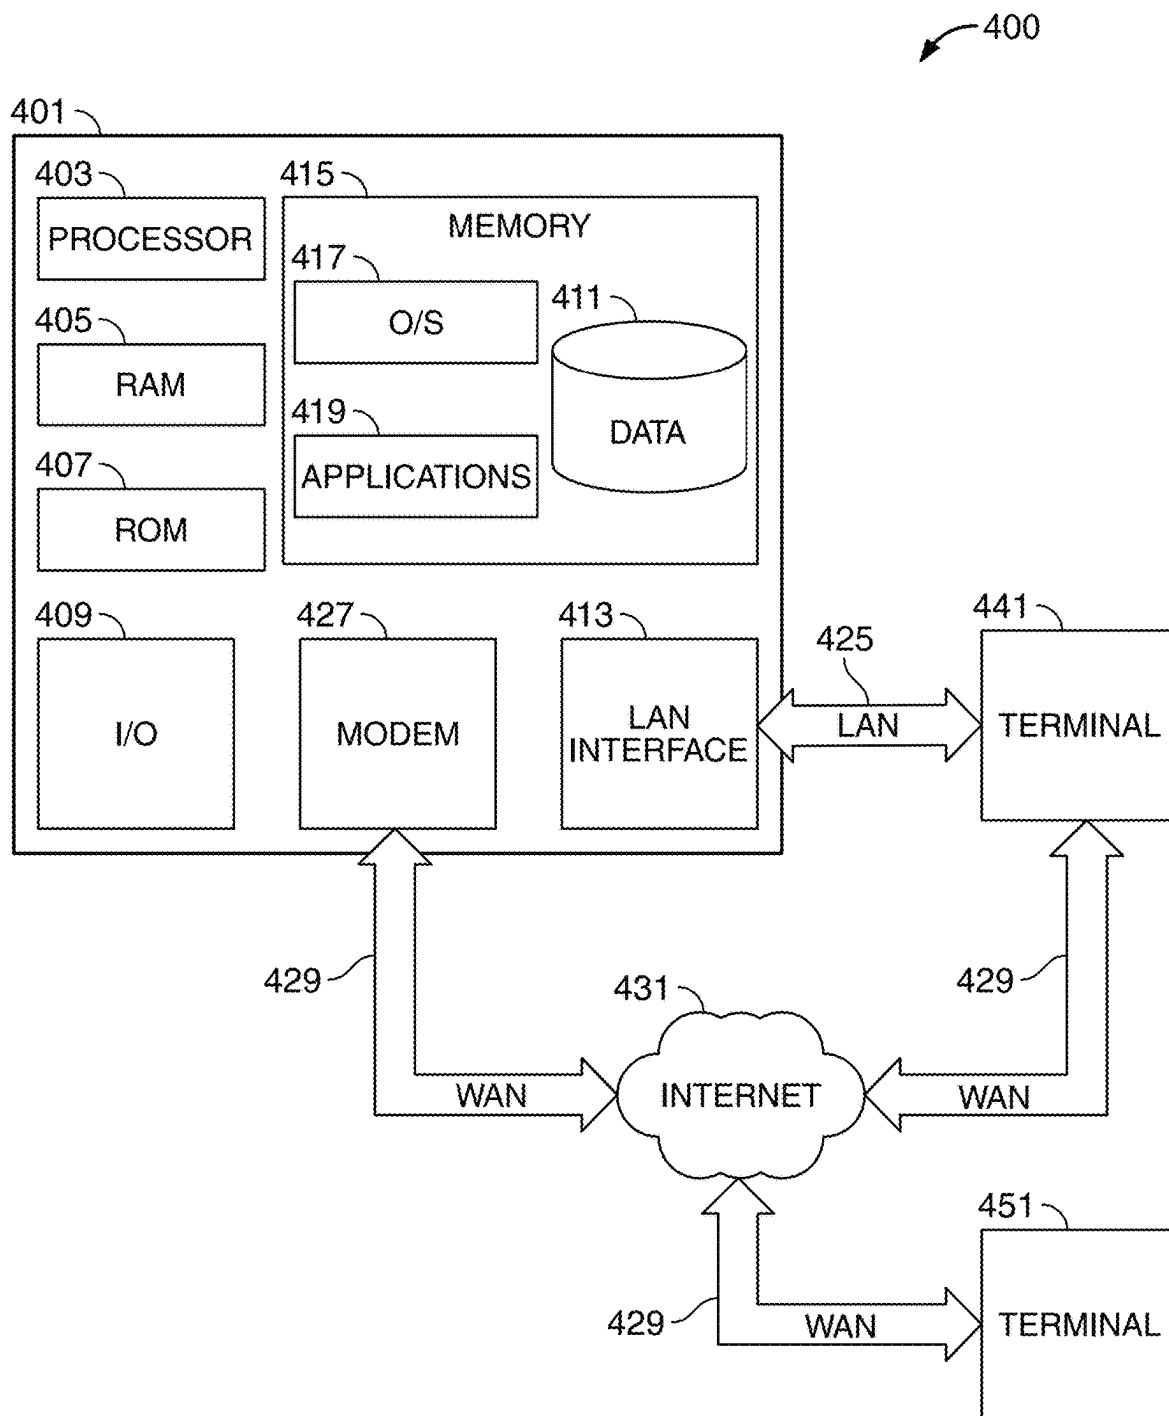 400
401
403
PROCESSOR
415
MEMORY
417
O/S
411
DATA
405
RAM
419
APPLICATIONS
407
ROM
409
I/O
427
MODEM
413
LAN
INTERFACE
425
LAN
441
TERMINAL
429
WAN
431
INTERNET
429
WAN
451
TERMINAL
429
WAN